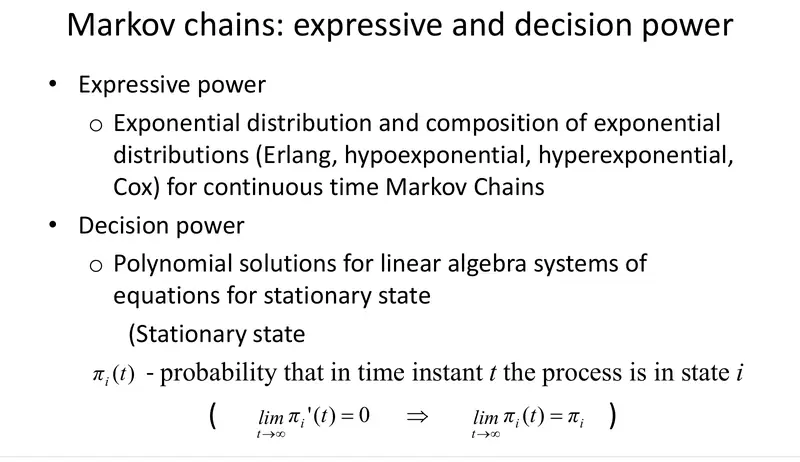 Markov chains: expressive and decision power
• Expressive power
o Exponential distribution and composition of exponential
distributions (Erlang, hypoexponential, hyperexponential,
Cox) for continuous time Markov Chains
• Decision power
o Polynomial solutions for linear algebra systems of
equations for stationary state
(Stationary state
πᵢ(t) - probability that in time instant t the process is in state i
( lim t→∞ πᵢ'(t) = 0 ⇒ lim t→∞ πᵢ(t) = πᵢ )